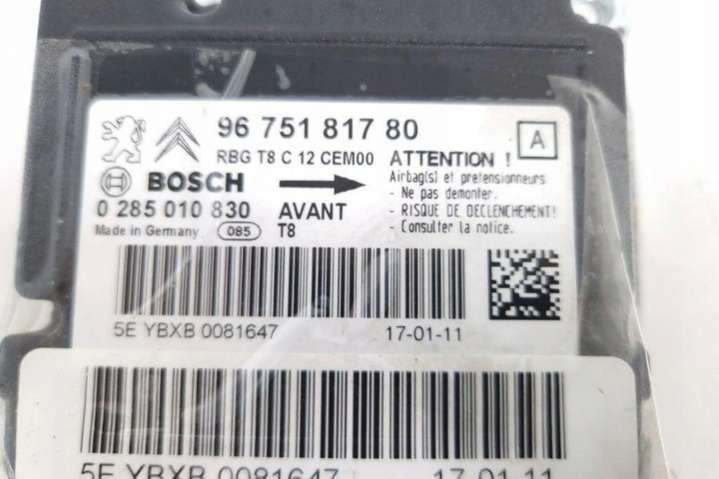 96 751 817 80
A
RBG T8 C 12 CEM00
ATTENTION !
BOSCH
Airbag(s) et pretensionneurs
- Ne pas demonter.
0 285 010 830
AVANT
- RISQUE DE DECLENCHEMENT!
Made in Germany
085
T8
- Consulter la notice.
5E YBXB 0081647
17-01-11
5E YBXB 0081647
17-01-11